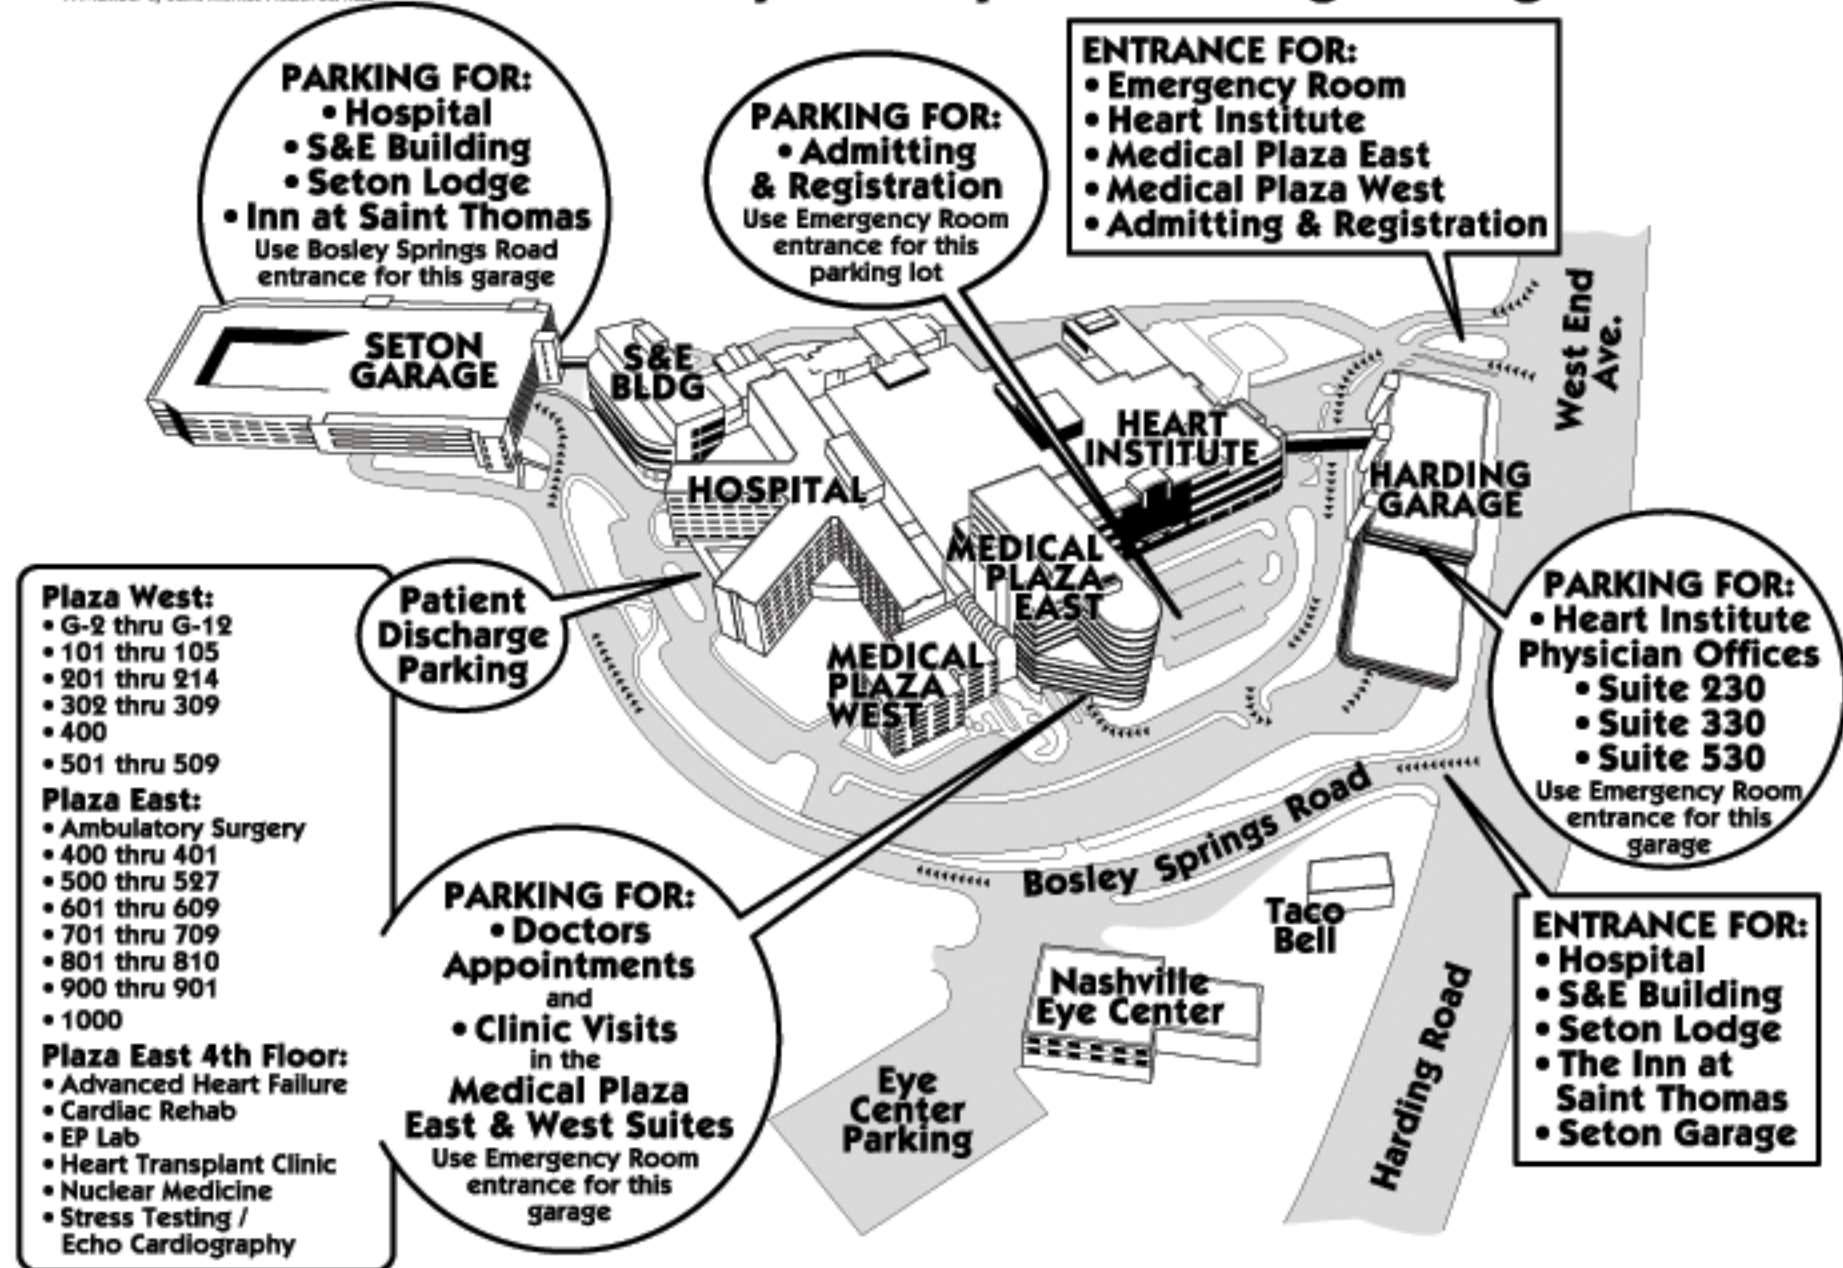 PARKING FOR:
• Hospital
• S&E Building
• Seton Lodge
• Inn at Saint Thomas
Use Bosley Springs Road
entrance for this garage
PARKING FOR:
• Admitting
& Registration
Use Emergency Room
entrance for this
parking lot
ENTRANCE FOR:
• Emergency Room
• Heart Institute
• Medical Plaza East
• Medical Plaza West
• Admitting & Registration
West End
Ave.
SETON
GARAGE
S&E
BLDG
HOSPITAL
HEART
INSTITUTE
HARDING
GARAGE
MEDICAL
PLAZA
EAST
MEDICAL
PLAZA
WEST
Patient
Discharge
Parking
PARKING FOR:
• Heart Institute
Physician Offices
• Suite 230
• Suite 330
• Suite 530
Use Emergency Room
entrance for this
garage
Plaza West:
• G-2 thru G-12
• 101 thru 105
• 201 thru 214
• 302 thru 309
• 400
• 501 thru 509
Plaza East:
• Ambulatory Surgery
• 400 thru 401
• 500 thru 527
• 601 thru 609
• 701 thru 709
• 801 thru 810
• 900 thru 901
• 1000
Plaza East 4th Floor:
• Advanced Heart Failure
• Cardiac Rehab
• EP Lab
• Heart Transplant Clinic
• Nuclear Medicine
• Stress Testing /
Echo Cardiography
PARKING FOR:
• Doctors
Appointments
and
• Clinic Visits
in the
Medical Plaza
East & West Suites
Use Emergency Room
entrance for this
garage
Bosley Springs Road
Taco
Bell
Nashville
Eye Center
Eye
Center
Parking
Harding Road
ENTRANCE FOR:
• Hospital
• S&E Building
• Seton Lodge
• The Inn at
Saint Thomas
• Seton Garage